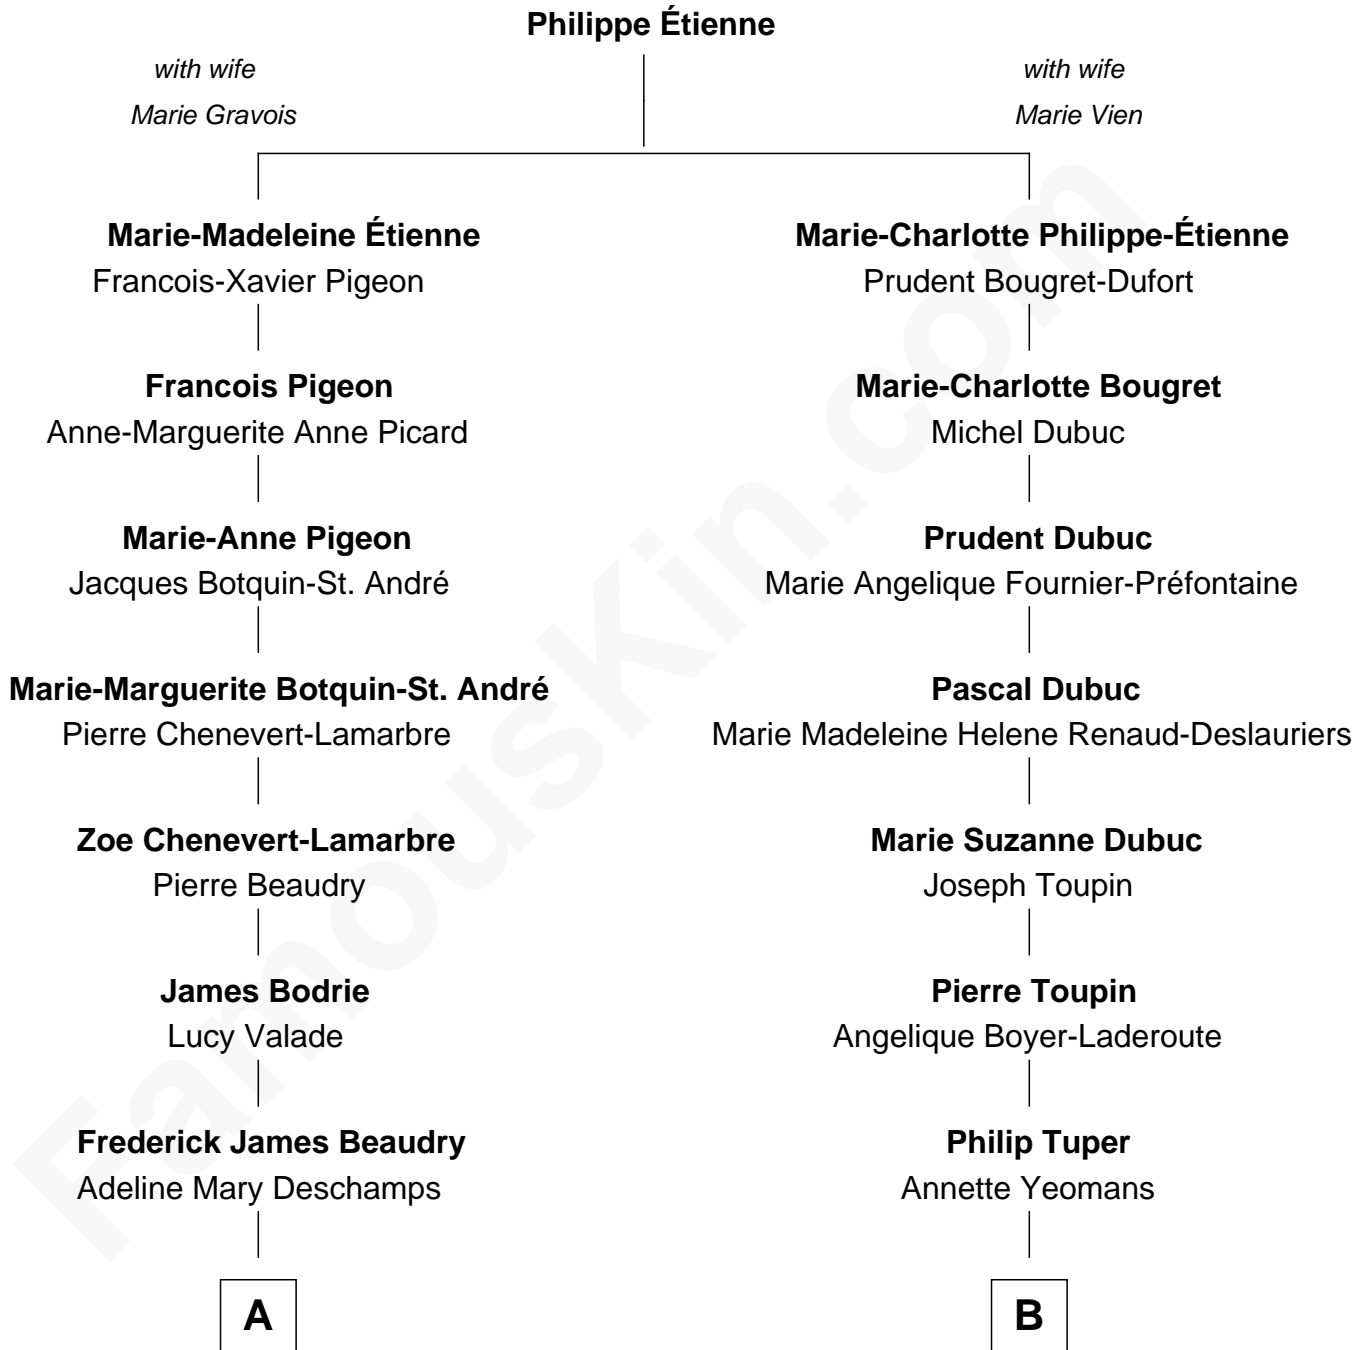 Philippe Étienne
with wife
Marie Gravois
with wife
Marie Vien
Marie-Madeleine Étienne
Francois-Xavier Pigeon
Marie-Charlotte Philippe-Étienne
Prudent Bougret-Dufort
Francois Pigeon
Anne-Marguerite Anne Picard
Marie-Charlotte Bougret
Michel Dubuc
Marie-Anne Pigeon
Jacques Botquin-St. André
Prudent Dubuc
Marie Angelique Fournier-Préfontaine
Marie-Marguerite Botquin-St. André
Pierre Chenevert-Lamarbre
Pascal Dubuc
Marie Madeleine Helene Renaud-Deslauriers
Zoe Chenevert-Lamarbre
Pierre Beaudry
Marie Suzanne Dubuc
Joseph Toupin
James Bodrie
Lucy Valade
Pierre Toupin
Angelique Boyer-Laderoute
Frederick James Beaudry
Adeline Mary Deschamps
Philip Tuper
Annette Yeomans
A
B
FamousKin.com